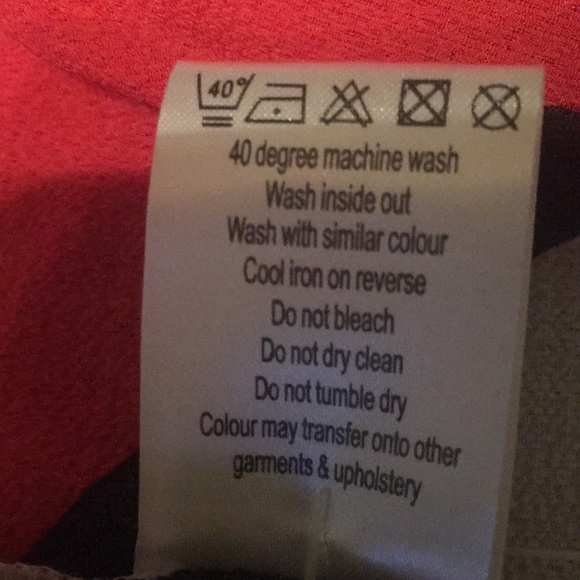 40°
40 degree machine wash
Wash inside out
Wash with similar colour
Cool iron on reverse
Do not bleach
Do not dry clean
Do not tumble dry
Colour may transfer onto other
garments & upholstery